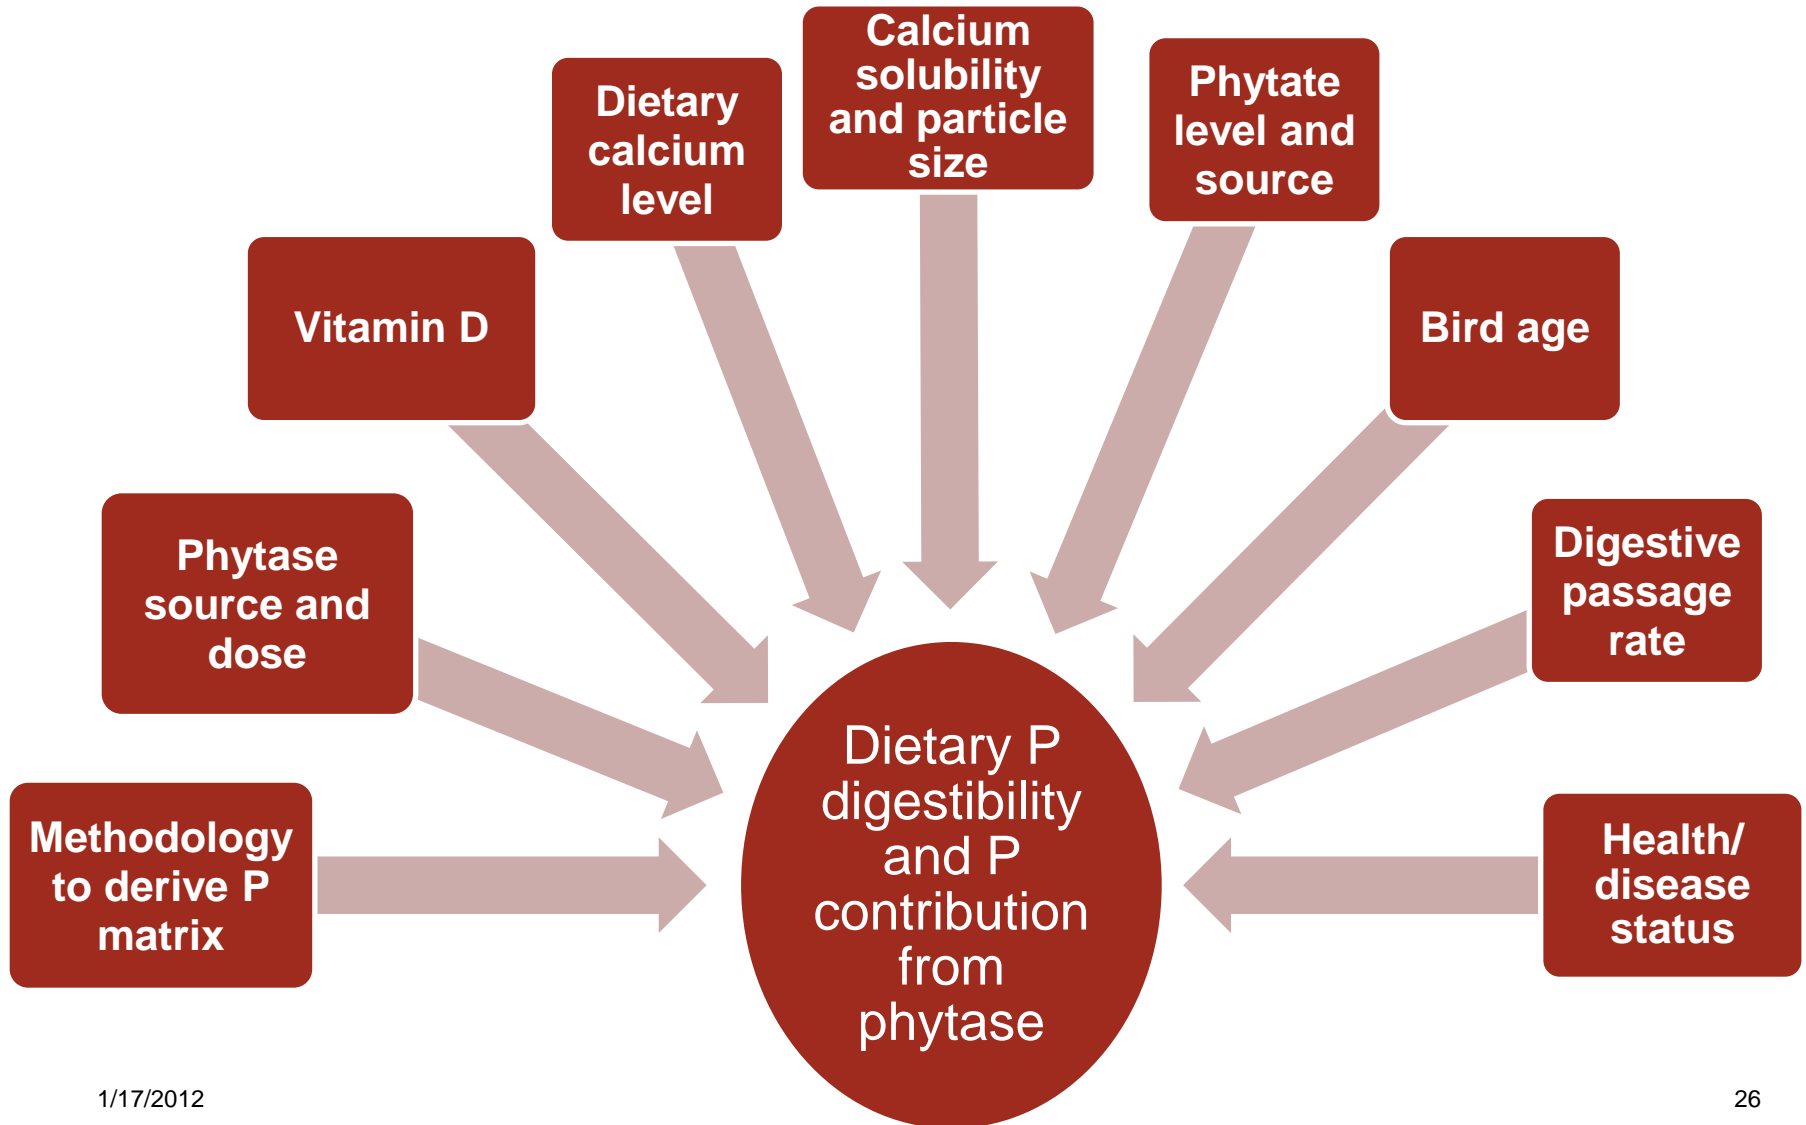 Methodology
to derive P
matrix
Phytase
source and
dose
Vitamin D
Dietary
calcium
level
Calcium
solubility
and particle
size
Phytate
level and
source
Bird age
Digestive
passage
rate
Health/
disease
status
Dietary P
digestibility
and P
contribution
from
phytase
1/17/2012
26